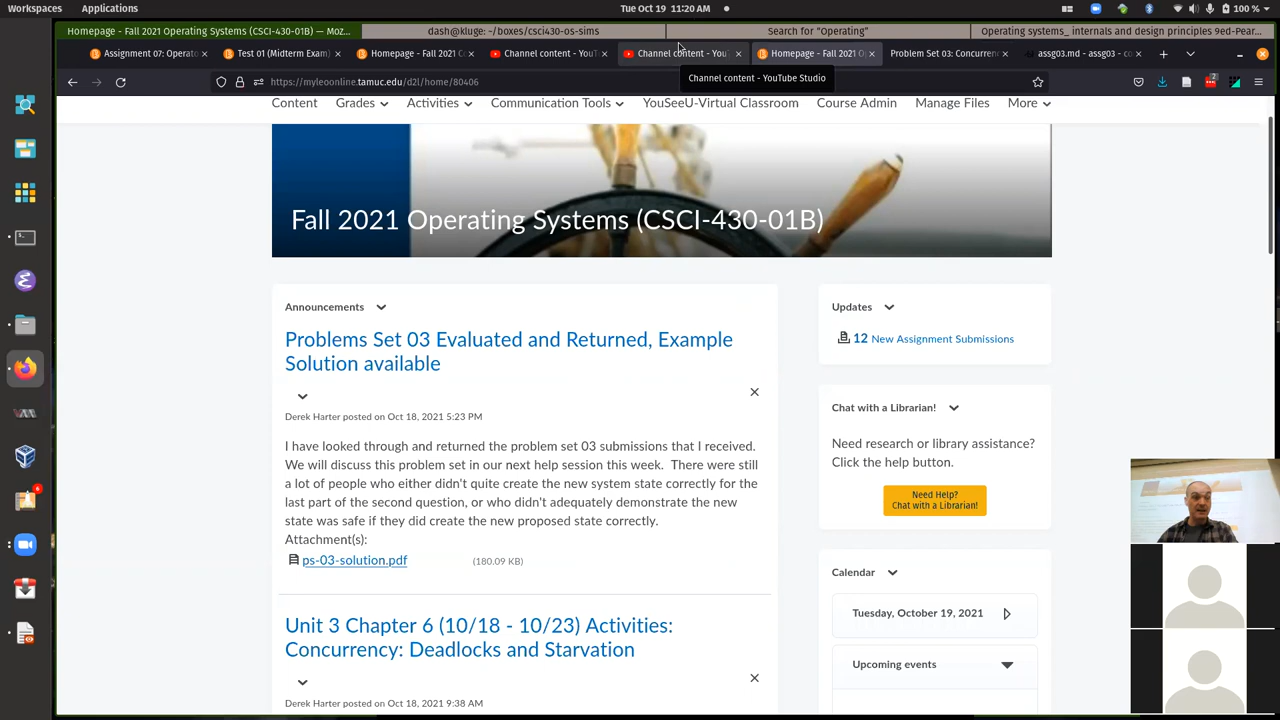 Workspaces
Applications
Tue Oct 19 11:20 AM
100 %
Homepage - Fall 2021 Operating Systems (CSCI-430-01B) — Moz...
dash@kluge: ~/boxes/csci430-os-sims
Search for "Operating"
Operating systems_ internals and design principles 9ed-Pear...
Assignment 07: Operato
Test 01 (Midterm Exam)
Homepage - Fall 2021 C
Channel content - YouT
Channel content - YouT
Homepage - Fall 2021 O
Problem Set 03: Concurrenc
assg03.md - assg03 - co
https://myleoonline.tamuc.edu/d2l/home/80406
Channel content - YouTube Studio
Content
Grades
Activities
Communication Tools
YouSeeU-Virtual Classroom
Course Admin
Manage Files
More
Fall 2021 Operating Systems (CSCI-430-01B)
Announcements
Problems Set 03 Evaluated and Returned, Example
Solution available
Derek Harter posted on Oct 18, 2021 5:23 PM
I have looked through and returned the problem set 03 submissions that I received.
We will discuss this problem set in our next help session this week. There were still
a lot of people who either didn't quite create the new system state correctly for the
last part of the second question, or who didn't adequately demonstrate the new
state was safe if they did create the new proposed state correctly.
Attachment(s):
ps-03-solution.pdf
(180.09 KB)
Unit 3 Chapter 6 (10/18 - 10/23) Activities:
Concurrency: Deadlocks and Starvation
Derek Harter posted on Oct 18, 2021 9:38 AM
Updates
12 New Assignment Submissions
Chat with a Librarian!
Need research or library assistance?
Click the help button.
Need Help?
Chat with a Librarian!
Calendar
Tuesday, October 19, 2021
Upcoming events